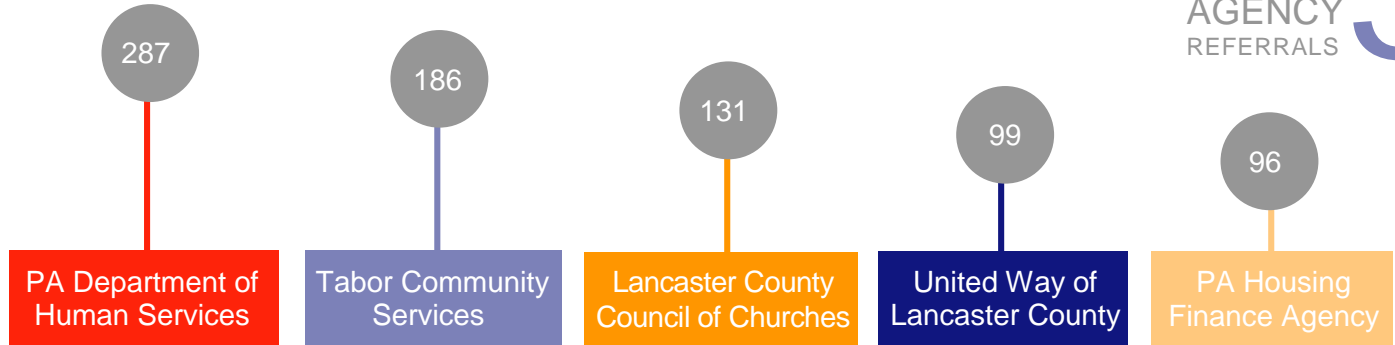 AGENCY
REFERRALS
287
186
131
99
96
PA Department of
Human Services
Tabor Community
Services
Lancaster County
Council of Churches
United Way of
Lancaster County
PA Housing
Finance Agency